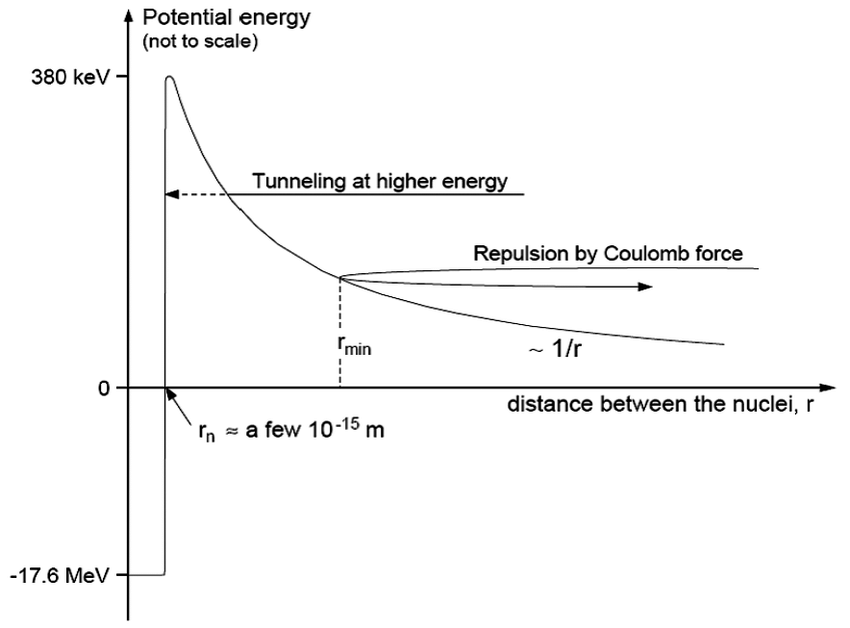 Potential energy
(not to scale)
380 keV
Tunneling at higher energy
Repulsion by Coulomb force
r_min
~ 1/r
0
distance between the nuclei, r
r_n ≈ a few 10^-15 m
-17.6 MeV